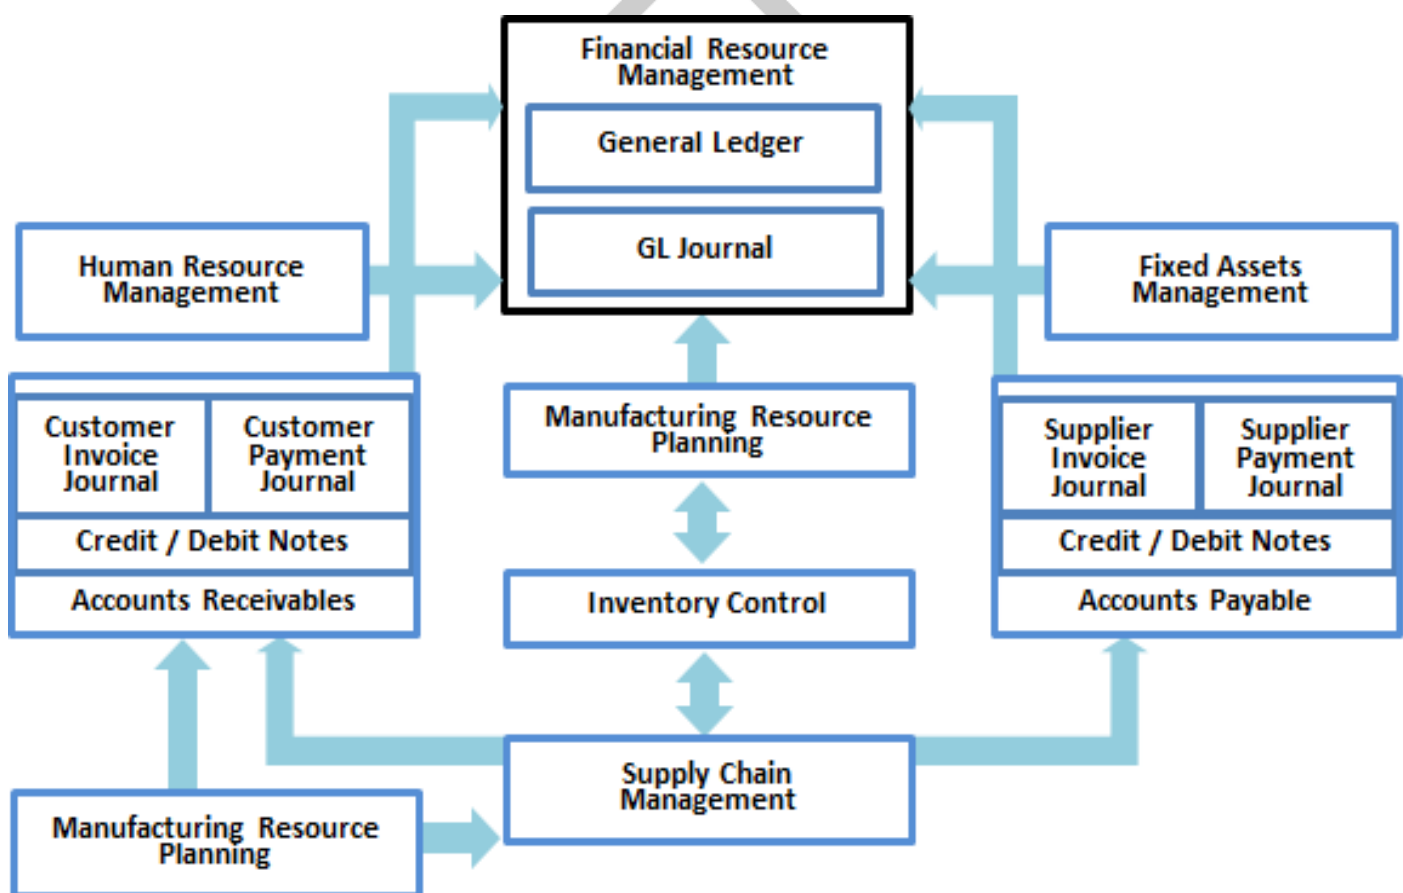 Financial Resource
Management
General Ledger
GL Journal
Human Resource
Management
Fixed Assets
Management
Customer
Invoice
Journal
Customer
Payment
Journal
Credit / Debit Notes
Accounts Receivables
Manufacturing Resource
Planning
Supplier
Invoice
Journal
Supplier
Payment
Journal
Credit / Debit Notes
Accounts Payable
Inventory Control
Supply Chain
Management
Manufacturing Resource
Planning